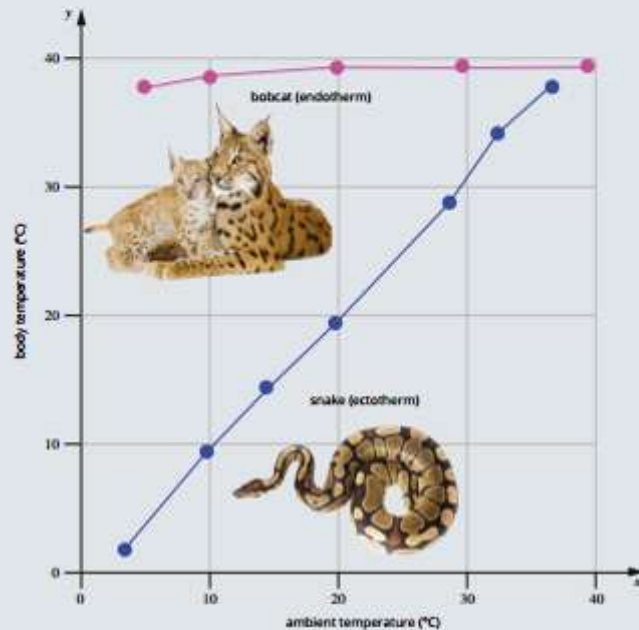 y
40
bobcat (endotherm)
30
body temperature (°C)
20
snake (ectotherm)
10
0
0 10 20 30 40
x
ambient temperature (°C)